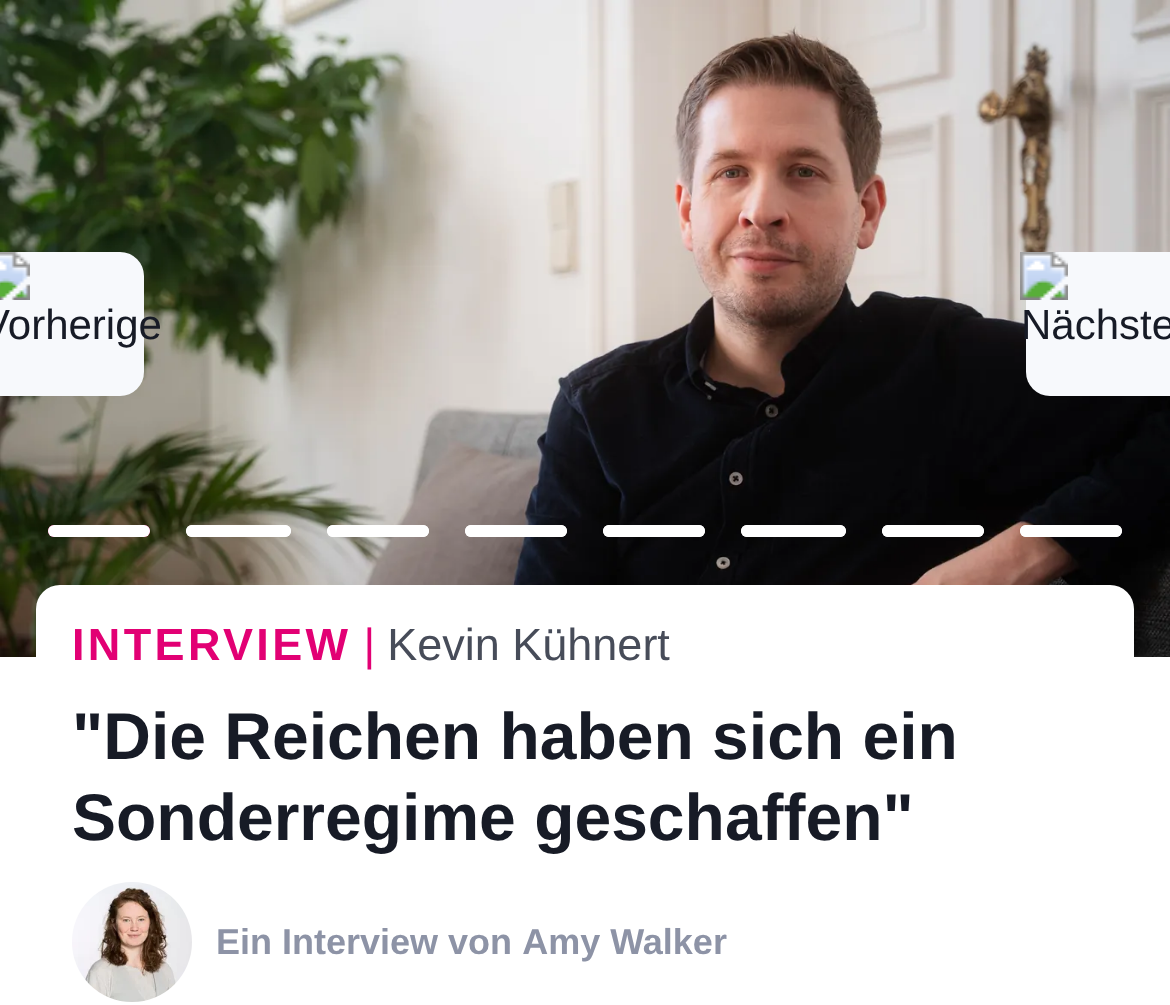 Vorherige
Nächste
INTERVIEW | Kevin Kühnert
"Die Reichen haben sich ein
Sonderregime geschaffen"
Ein Interview von Amy Walker